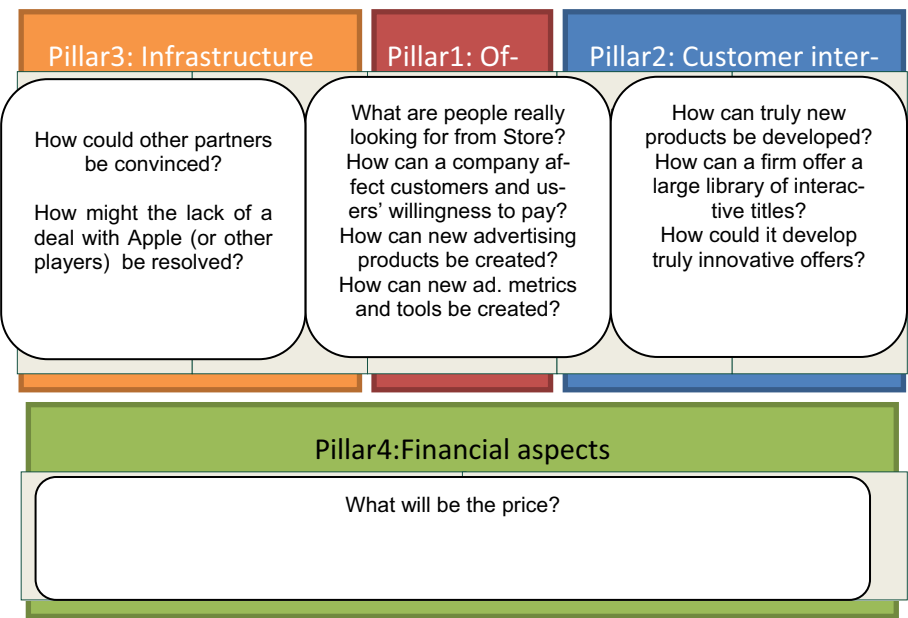 Pillar3: Infrastructure
How could other partners
be convinced?
How might the lack of a
deal with Apple (or other
players) be resolved?
Pillar1: Of-
What are people really
looking for from Store?
How can a company af-
fect customers and us-
ers’ willingness to pay?
How can new advertising
products be created?
How can new ad. metrics
and tools be created?
Pillar2: Customer inter-
How can truly new
products be developed?
How can a firm offer a
large library of interac-
tive titles?
How could it develop
truly innovative offers?
Pillar4:Financial aspects
What will be the price?